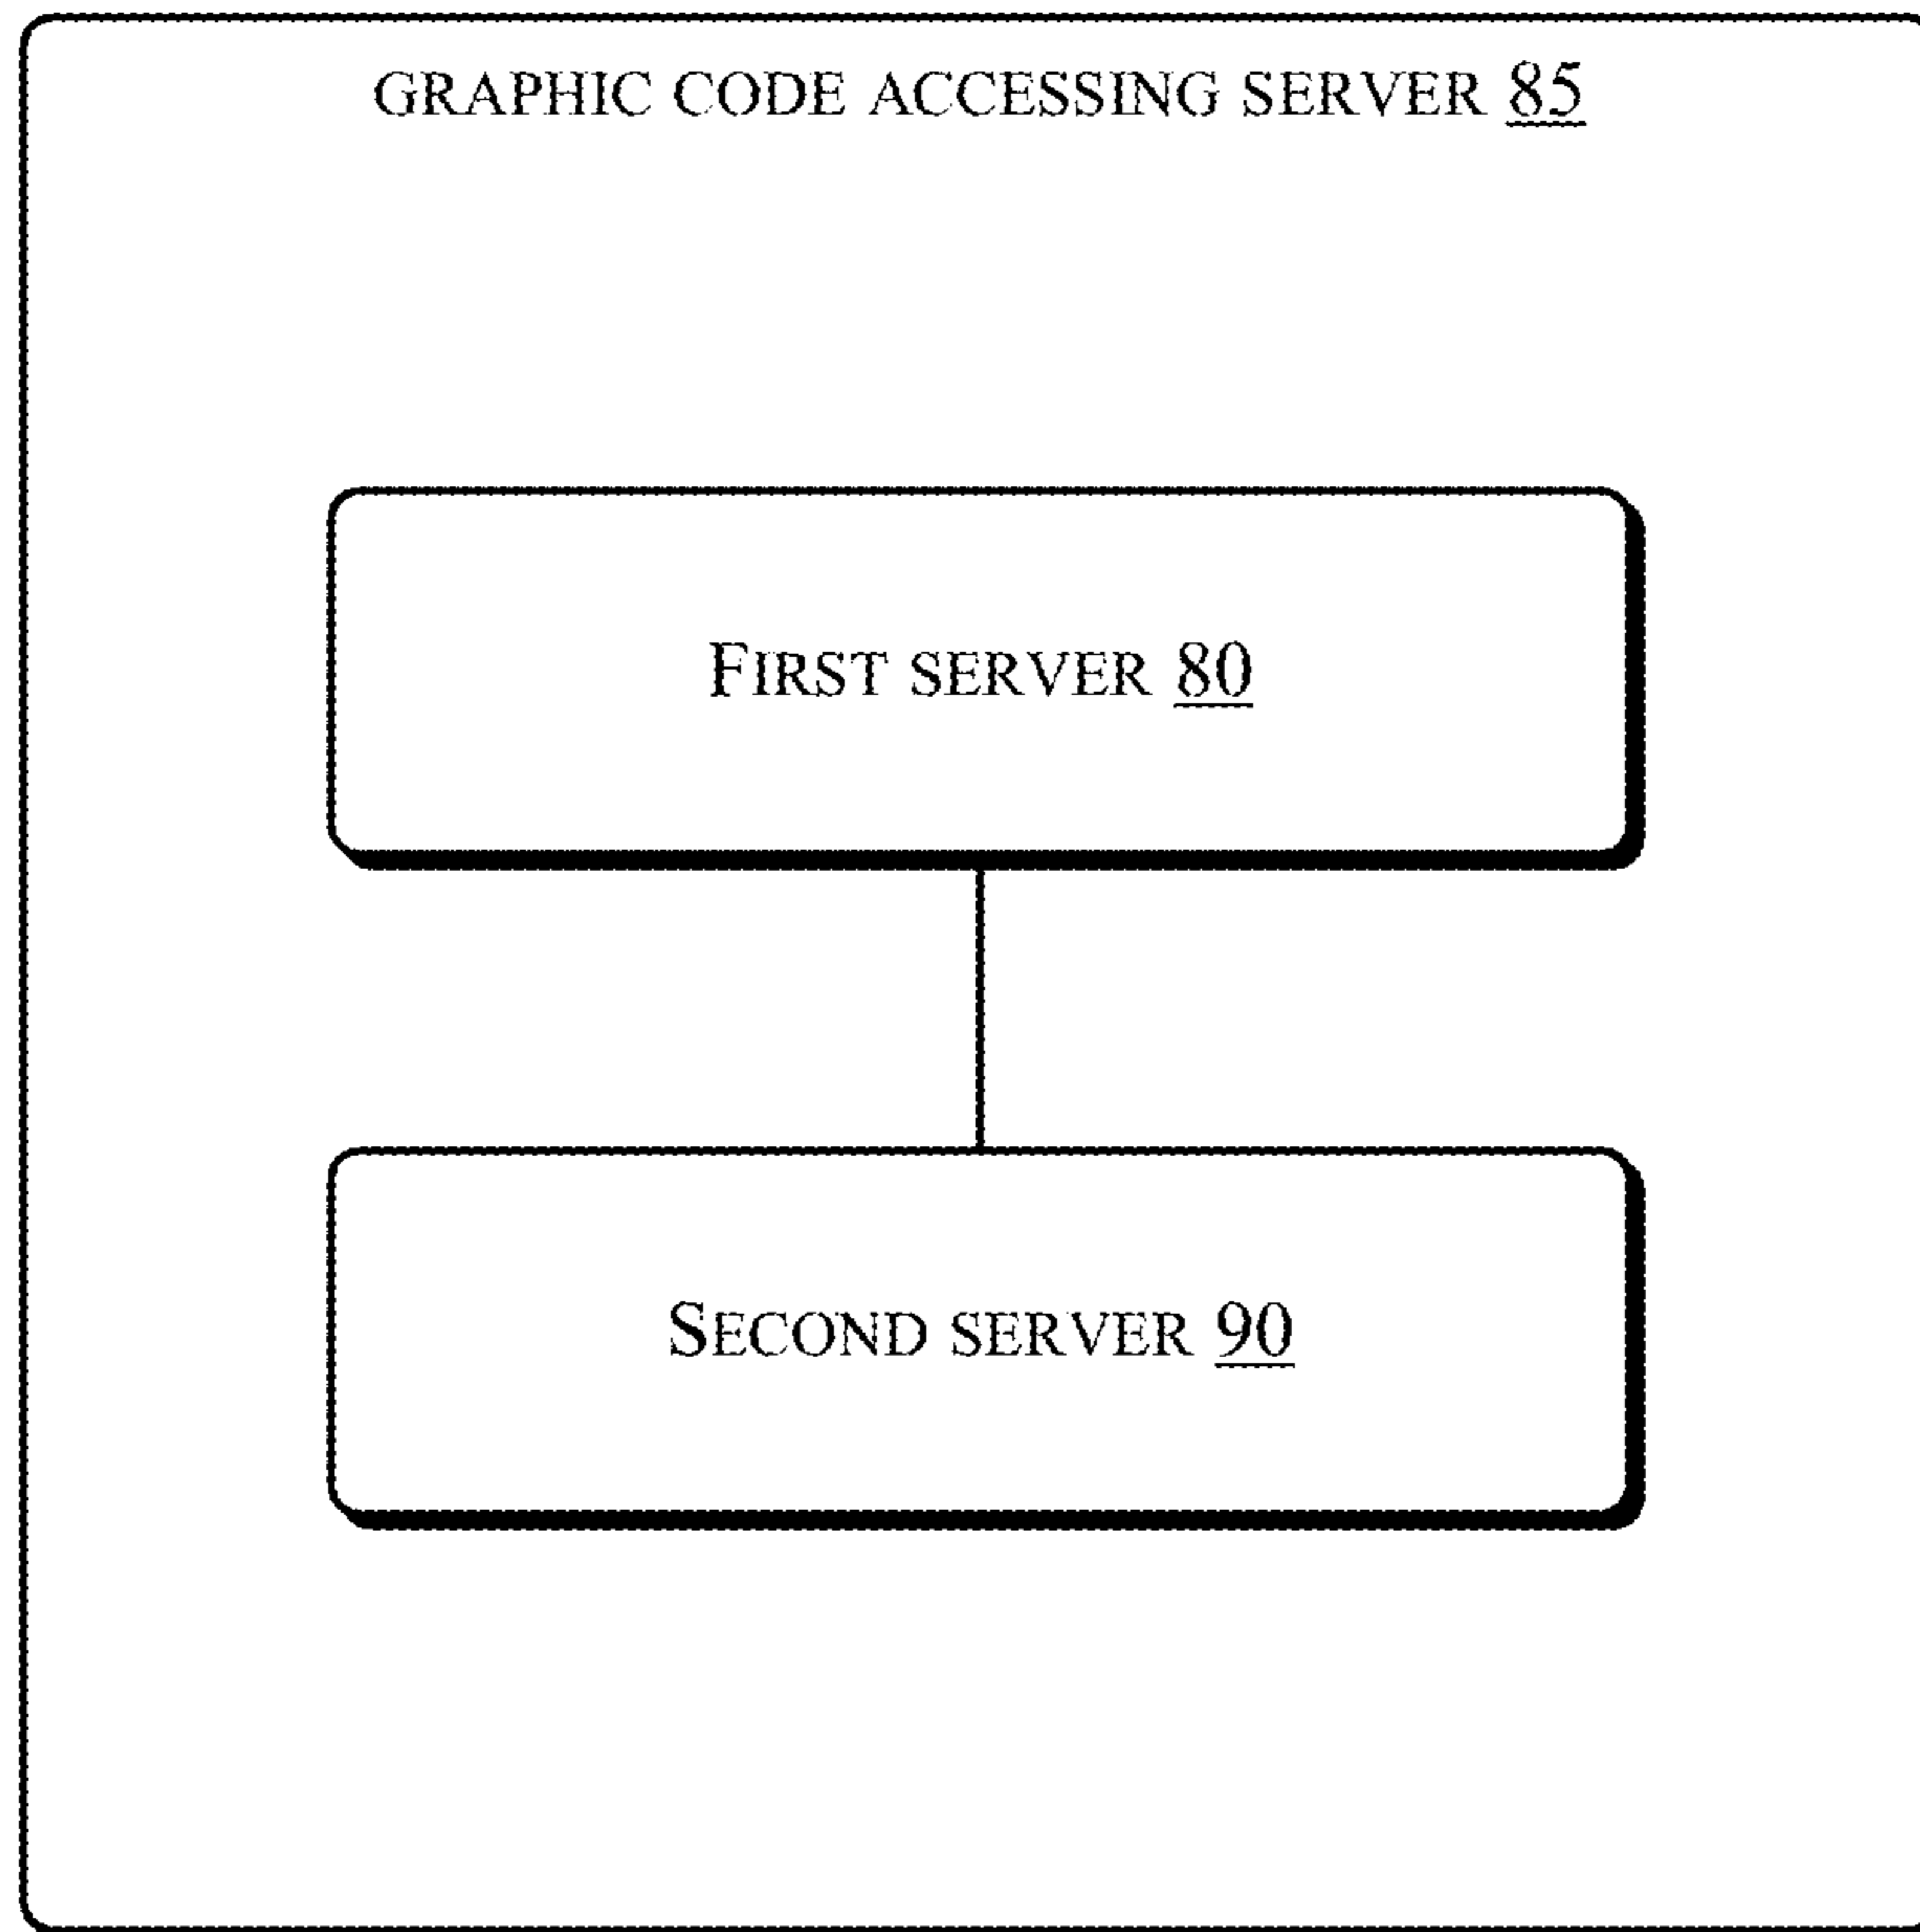 GRAPHIC CODE ACCESSING SERVER 85
FIRST SERVER 80
SECOND SERVER 90